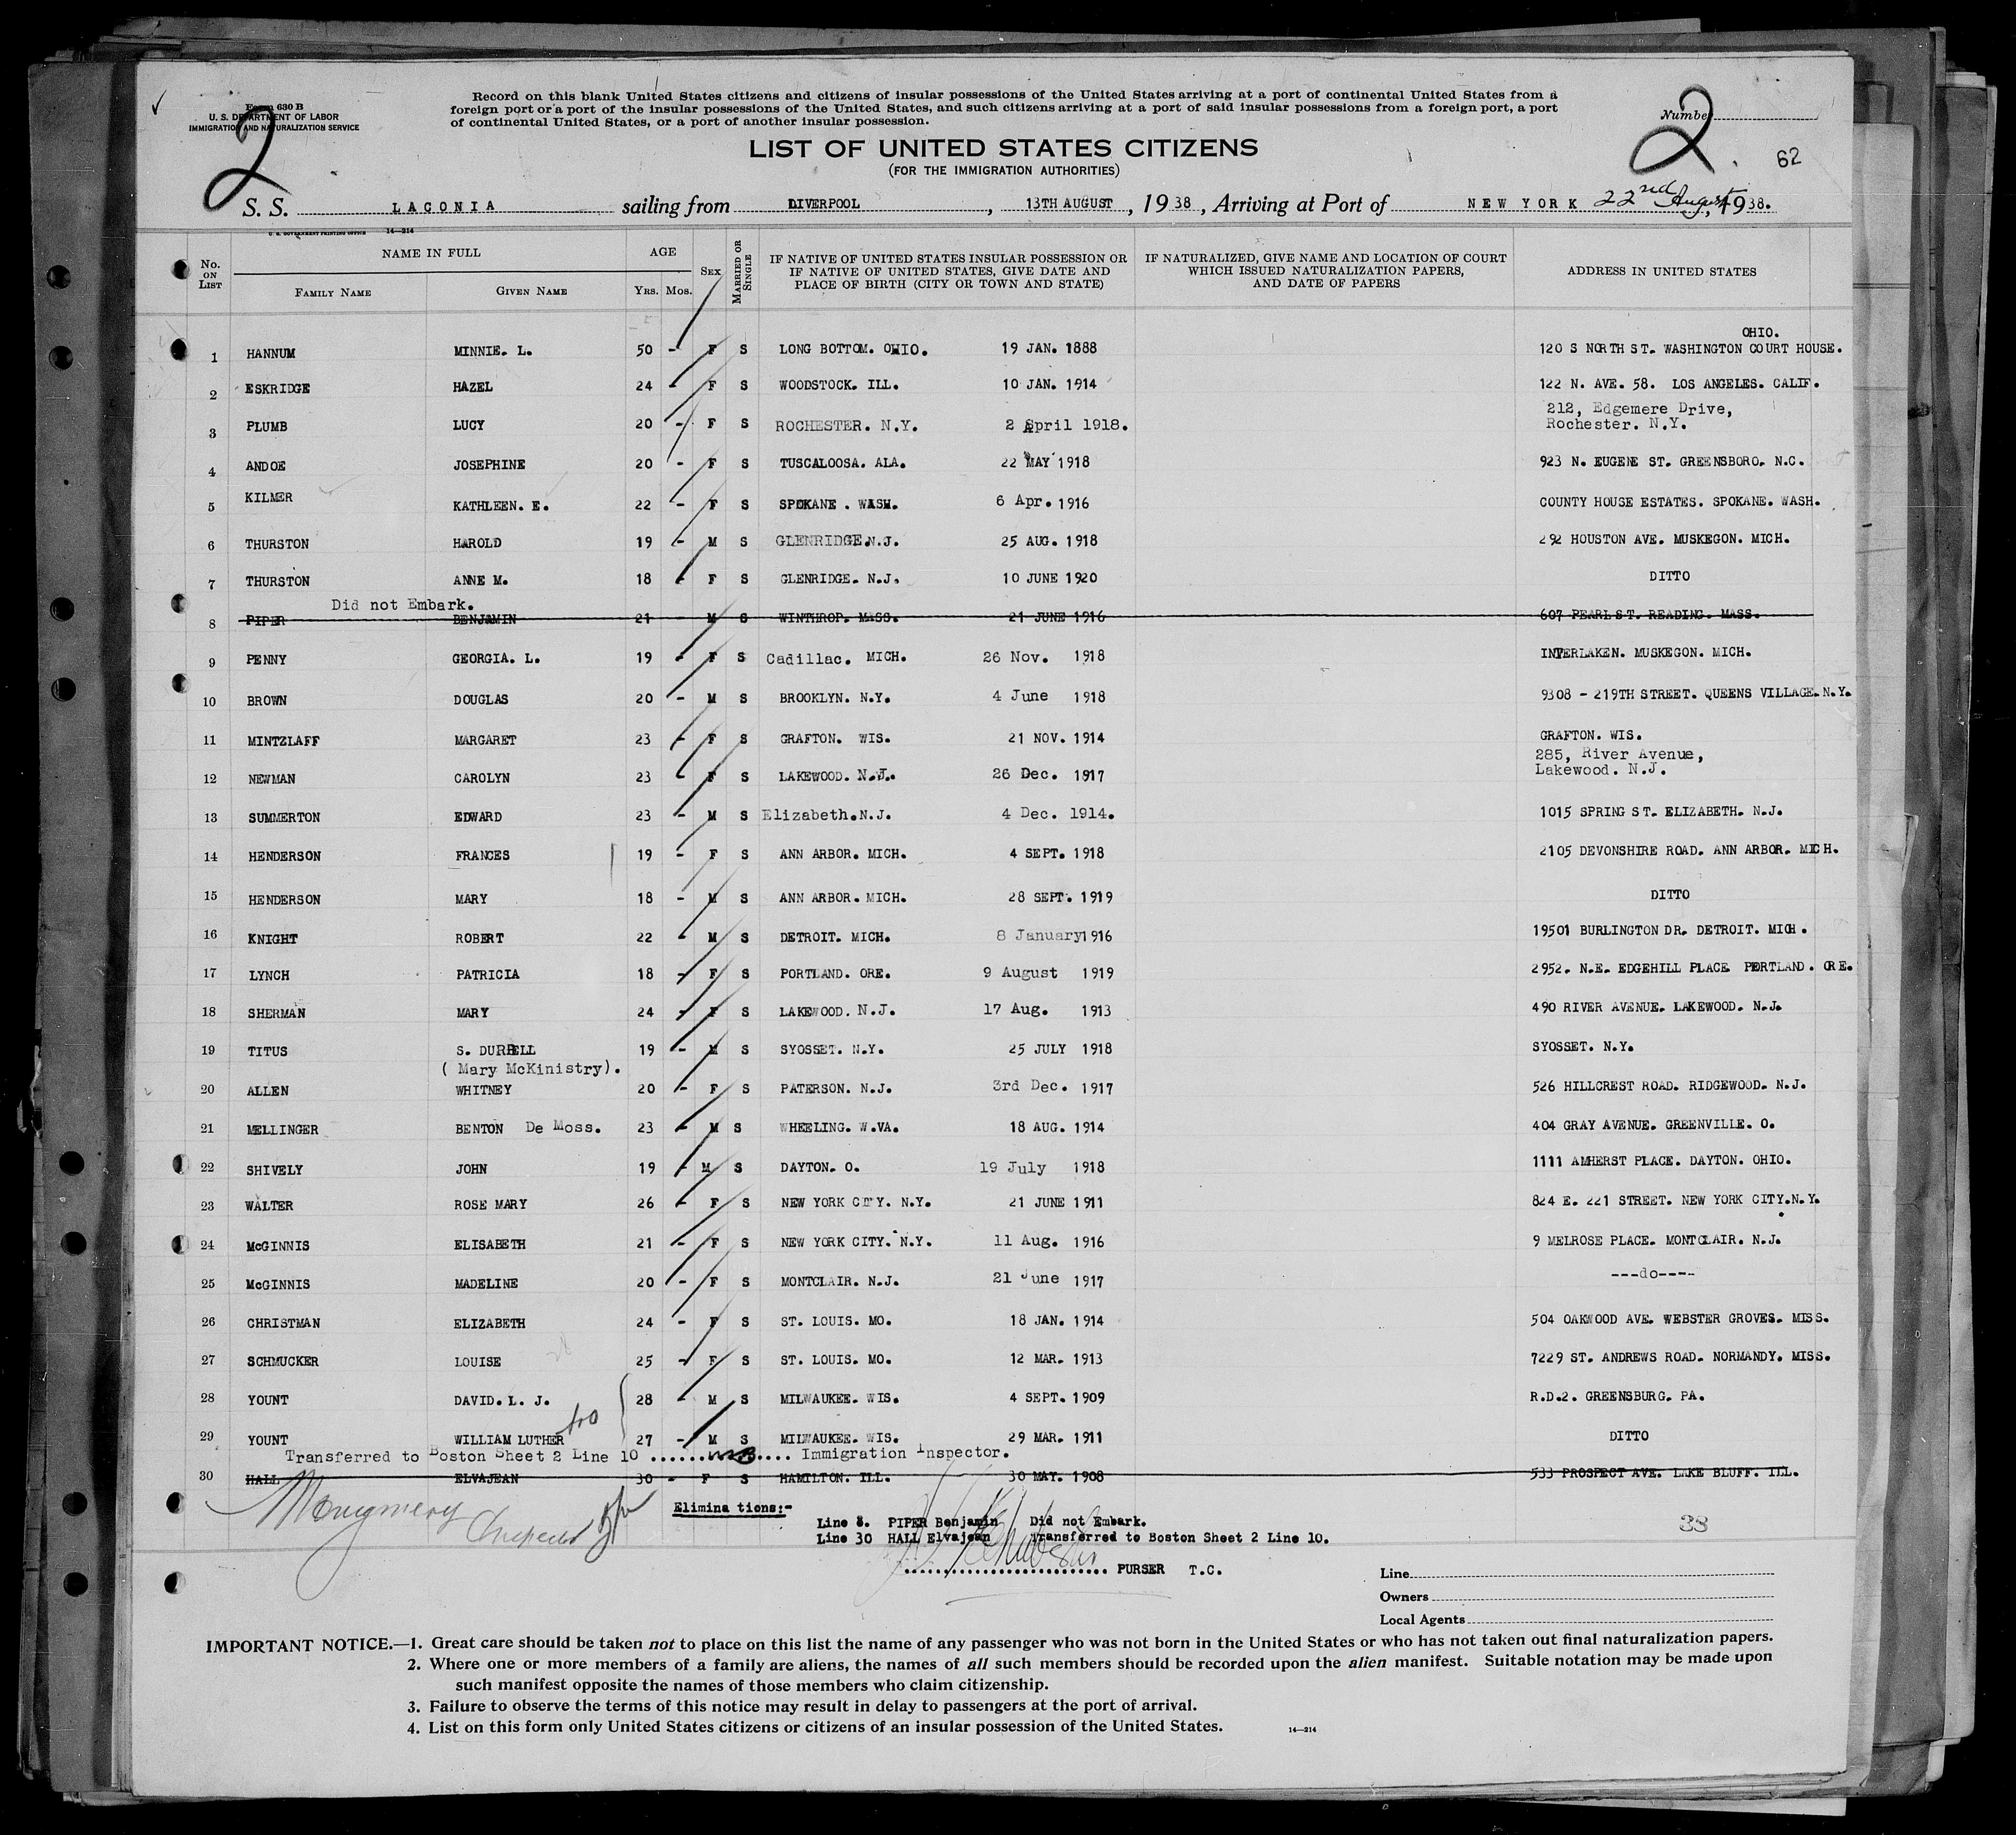 Form 630 B
U. S. DEPARTMENT OF LABOR
IMMIGRATION AND NATURALIZATION SERVICE
2
Record on this blank United States citizens and citizens of insular possessions of the United States arriving at a port of continental United States from a
foreign port or a port of the insular possessions of the United States, and such citizens arriving at a port of said insular possessions from a foreign port, a port
of continental United States, or a port of another insular possession.
Number
2
62
LIST OF UNITED STATES CITIZENS
(FOR THE IMMIGRATION AUTHORITIES)
S. S. LACONIA sailing from LIVERPOOL, 13TH AUGUST, 1938, Arriving at Port of NEW YORK 22nd August, 1938.
U. S. GOVERNMENT PRINTING OFFICE 14—214
No. ON LIST NAME IN FULL FAMILY NAME GIVEN NAME AGE YRS. MOS. SEX MARRIED OR SINGLE IF NATIVE OF UNITED STATES INSULAR POSSESSION OR IF NATIVE OF UNITED STATES, GIVE DATE AND PLACE OF BIRTH (CITY OR TOWN AND STATE) IF NATURALIZED, GIVE NAME AND LOCATION OF COURT WHICH ISSUED NATURALIZATION PAPERS, AND DATE OF PAPERS ADDRESS IN UNITED STATES
OHIO.
1 HANNUM MINNIE. L. 50 - F S LONG BOTTOM. OHIO. 19 JAN. 1888 120 S NORTH ST. WASHINGTON COURT HOUSE.
2 ESKRIDGE HAZEL 24 - F S WOODSTOCK. ILL. 10 JAN. 1914 122 N. AVE. 58. LOS ANGELES. CALIF.
212, Edgemere Drive,
3 PLUMB LUCY 20 - F S ROCHESTER. N.Y. 2 April 1918. Rochester. N.Y.
4 ANDOE JOSEPHINE 20 - F S TUSCALOOSA. ALA. 22 MAY 1918 923 N. EUGENE ST. GREENSBORO. N.C.
5 KILMER KATHLEEN. E. 22 - F S SPOKANE . WASH. 6 Apr. 1916 COUNTY HOUSE ESTATES. SPOKANE. WASH.
6 THURSTON HAROLD 19 - M S GLENRIDGE.N.J. 25 AUG. 1918 292 HOUSTON AVE. MUSKEGON. MICH.
7 THURSTON ANNE M. 18 - F S GLENRIDGE. N.J. 10 JUNE 1920 DITTO
Did not Embark.
8 PIPER BENJAMIN 21 M S WINTHROP. MASS. 21 JUNE 1916 607 PEARL ST. READING. MASS.
9 PENNY GEORGIA. L. 19 - F S Cadillac. MICH. 26 Nov. 1918 INTERLAKEN. MUSKEGON. MICH.
10 BROWN DOUGLAS 20 - M S BROOKLYN. N.Y. 4 June 1918 9308 - 219TH STREET. QUEENS VILLAGE.N.Y.
11 MINTZLAFF MARGARET 23 - F S GRAFTON. WIS. 21 NOV. 1914 GRAFTON. WIS.
285, River Avenue,
12 NEWMAN CAROLYN 23 - F S LAKEWOOD. N.J. 26 Dec. 1917 Lakewood. N.J.
13 SUMMERTON EDWARD 23 - M S Elizabeth.N.J. 4 Dec. 1914. 1015 SPRING ST. ELIZABETH. N.J.
14 HENDERSON FRANCES 19 - F S ANN ARBOR. MICH. 4 SEPT. 1918 2105 DEVONSHIRE ROAD. ANN ARBOR. MICH.
15 HENDERSON MARY 18 - M S ANN ARBOR. MICH. 28 SEPT. 1919 DITTO
16 KNIGHT ROBERT 22 - M S DETROIT. MICH. 8 January 1916 19501 BURLINGTON DR. DETROIT. MICH.
17 LYNCH PATRICIA 18 - F S PORTLAND. ORE. 9 August 1919 2952. N.E. EDGEHILL PLACE PORTLAND. ORE.
18 SHERMAN MARY 24 - F S LAKEWOOD. N.J. 17 Aug. 1913 490 RIVER AVENUE. LAKEWOOD. N.J.
19 TITUS S. DURRELL 19 - M S SYOSSET. N.Y. 25 JULY 1918 SYOSSET. N.Y.
( Mary McKinistry).
20 ALLEN WHITNEY 20 - F S PATERSON. N.J. 3rd Dec. 1917 526 HILLCREST ROAD. RIDGEWOOD. N.J.
21 MELLINGER BENTON De Moss. 23 - M S WHEELING. W.VA. 18 AUG. 1914 404 GRAY AVENUE. GREENVILLE. O.
22 SHIVELY JOHN 19 - M S DAYTON. O. 19 July 1918 1111 AMHERST PLACE. DAYTON. OHIO.
23 WALTER ROSE MARY 26 - F S NEW YORK CITY. N.Y. 21 JUNE 1911 824 E. 221 STREET. NEW YORK CITY.N.Y.
24 McGINNIS ELISABETH 21 - F S NEW YORK CITY. N.Y. 11 Aug. 1916 9 MELROSE PLACE. MONTCLAIR. N.J.
25 McGINNIS MADELINE 20 - F S MONTCLAIR. N.J. 21 June 1917 ---do----
26 CHRISTMAN ELIZABETH 24 - F S ST. LOUIS. MO. 18 JAN. 1914 504 OAKWOOD AVE. WEBSTER GROVES. MISS.
27 SCHMUCKER LOUISE 25 - F S ST. LOUIS. MO. 12 MAR. 1913 7229 ST. ANDREWS ROAD. NORMANDY. MISS.
28 YOUNT DAVID. L. J. 28 - M S MILWAUKEE. WIS. 4 SEPT. 1909 R.D.2. GREENSBURG. PA.
29 YOUNT WILLIAM LUTHER 27 - M S MILWAUKEE. WIS. 29 MAR. 1911 DITTO
Transferred to Boston Sheet 2 Line 10 .............. Immigration Inspector.
30 HALL ELVAJEAN 30 - F S HAMILTON. ILL. 30 MAY. 1908 533 PROSPECT AVE. LAKE BLUFF. ILL.
Eliminations:-
Line 8. PIPER Benjamin Did not Embark.
Line 30 HALL Elvajean Transferred to Boston Sheet 2 Line 10.
38
.......................... PURSER T.C.
Line
Owners
Local Agents
IMPORTANT NOTICE.—1. Great care should be taken not to place on this list the name of any passenger who was not born in the United States or who has not taken out final naturalization papers.
2. Where one or more members of a family are aliens, the names of all such members should be recorded upon the alien manifest. Suitable notation may be made upon
such manifest opposite the names of those members who claim citizenship.
3. Failure to observe the terms of this notice may result in delay to passengers at the port of arrival.
4. List on this form only United States citizens or citizens of an insular possession of the United States.
14—214